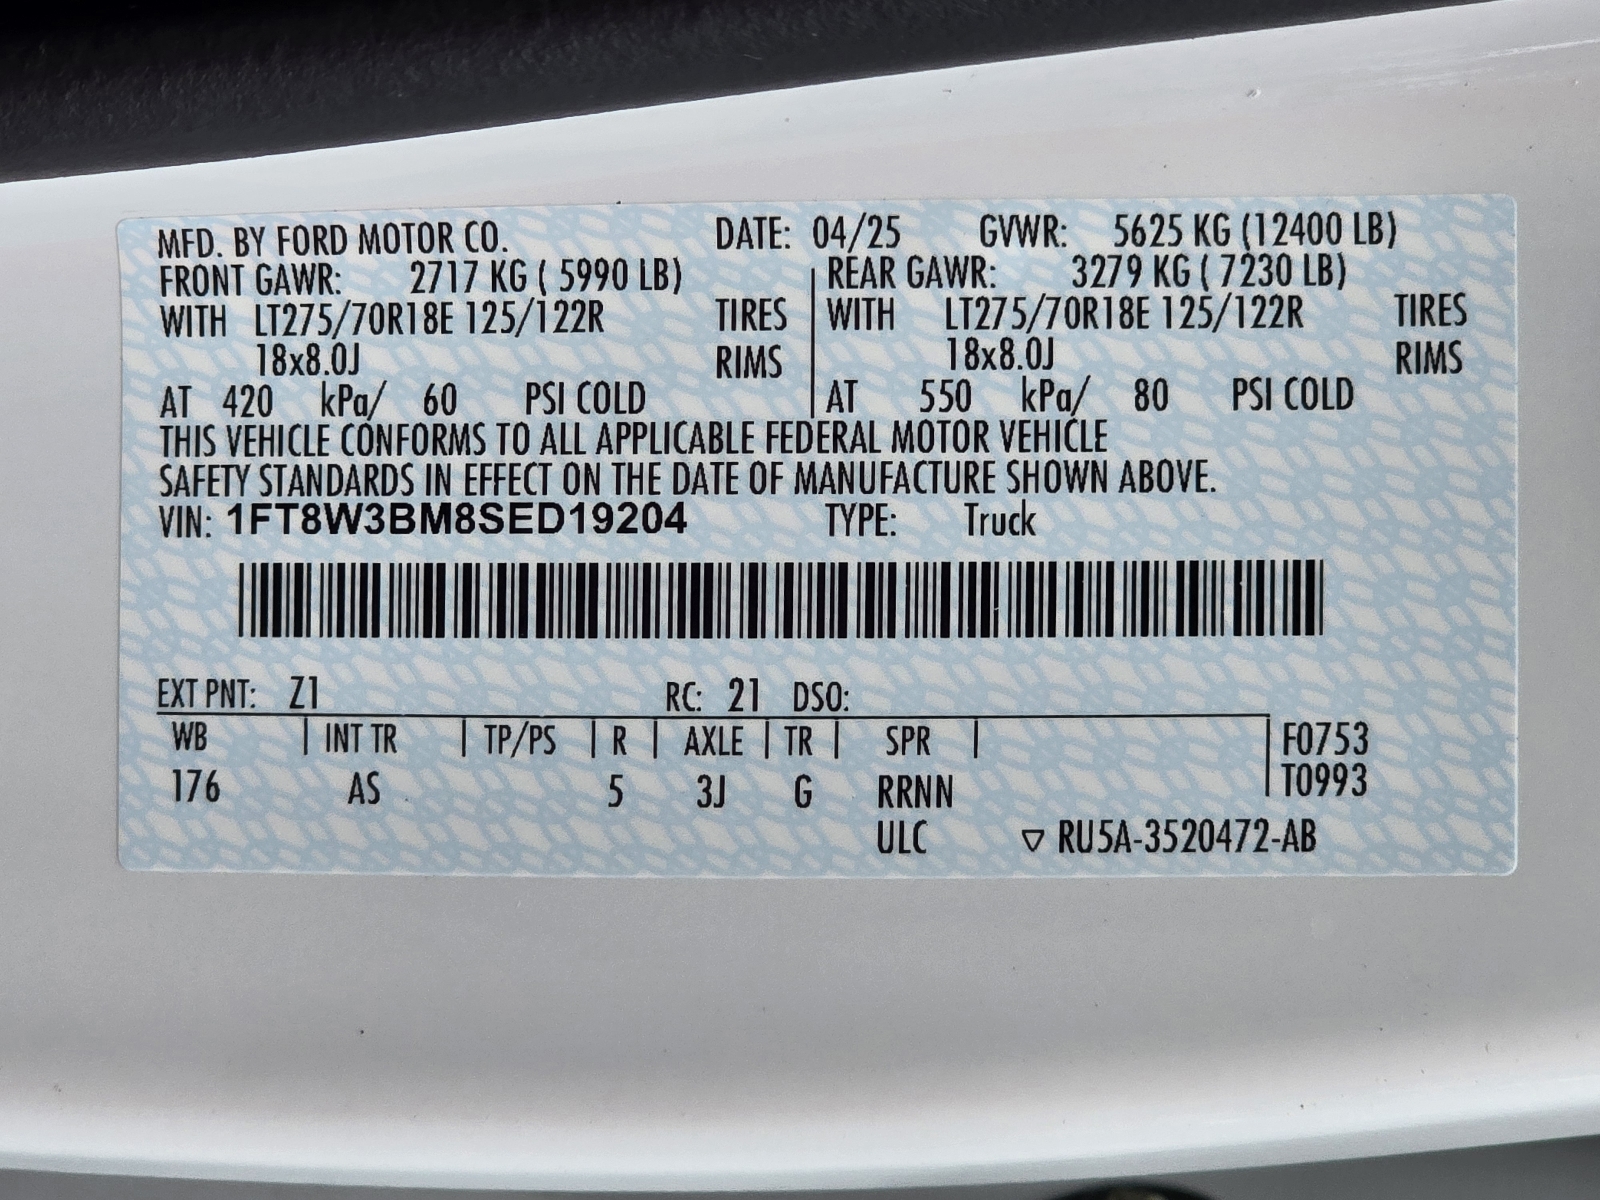 MFD. BY FORD MOTOR CO. DATE: 04/25 GVWR: 5625 KG (12400 LB)
FRONT GAWR: 2717 KG ( 5990 LB) REAR GAWR: 3279 KG ( 7230 LB)
WITH LT275/70R18E 125/122R TIRES WITH LT275/70R18E 125/122R TIRES
18x8.0J RIMS 18x8.0J RIMS
AT 420 kPa/ 60 PSI COLD AT 550 kPa/ 80 PSI COLD
THIS VEHICLE CONFORMS TO ALL APPLICABLE FEDERAL MOTOR VEHICLE
SAFETY STANDARDS IN EFFECT ON THE DATE OF MANUFACTURE SHOWN ABOVE.
VIN: 1FT8W3BM8SED19204 TYPE: Truck
EXT PNT: Z1 RC: 21 DSO:
WB INT TR TP/PS R AXLE TR SPR F0753
176 AS 5 3J G RRNN T0993
ULC ▽ RU5A-3520472-AB